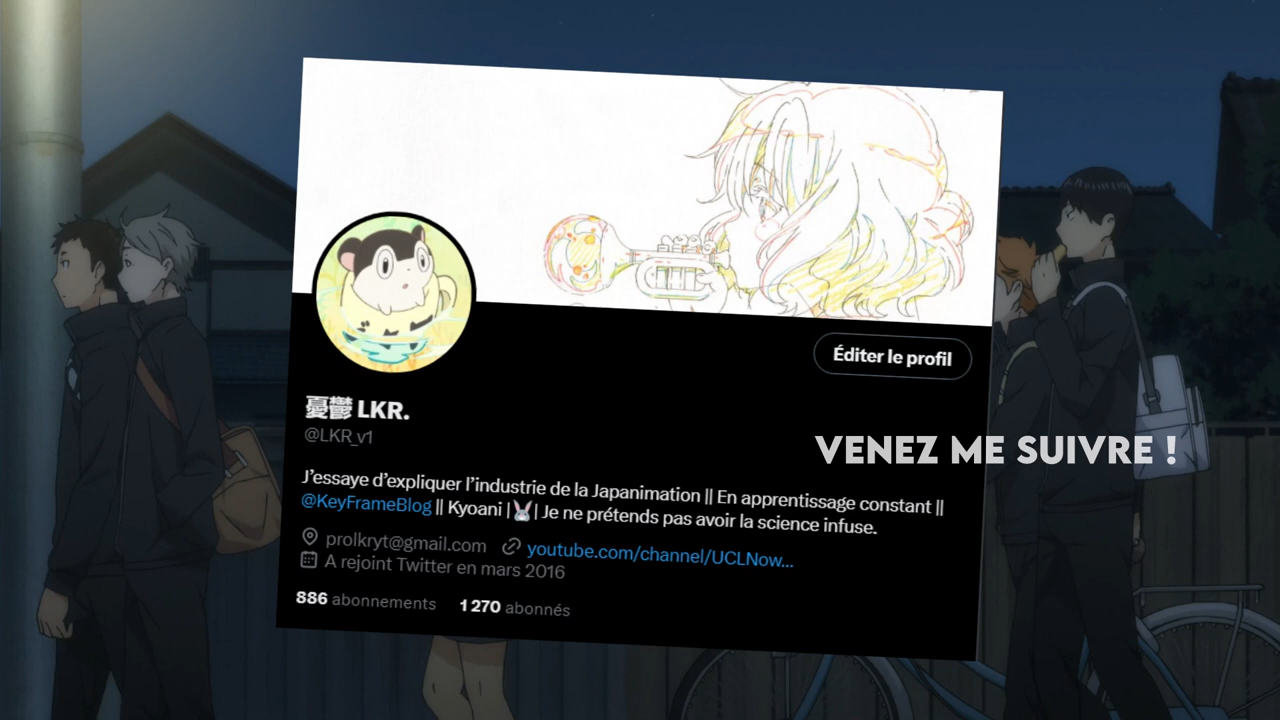 Éditer le profil
憂鬱 LKR.
@LKR_v1
VENEZ ME SUIVRE !
J'essaye d'expliquer l'industrie de la Japanimation || En apprentissage constant ||
@KeyFrameBlog || Kyoani |🐰| Je ne prétends pas avoir la science infuse.
prolkryt@gmail.com youtube.com/channel/UCLNow...
A rejoint Twitter en mars 2016
886 abonnements 1 270 abonnés